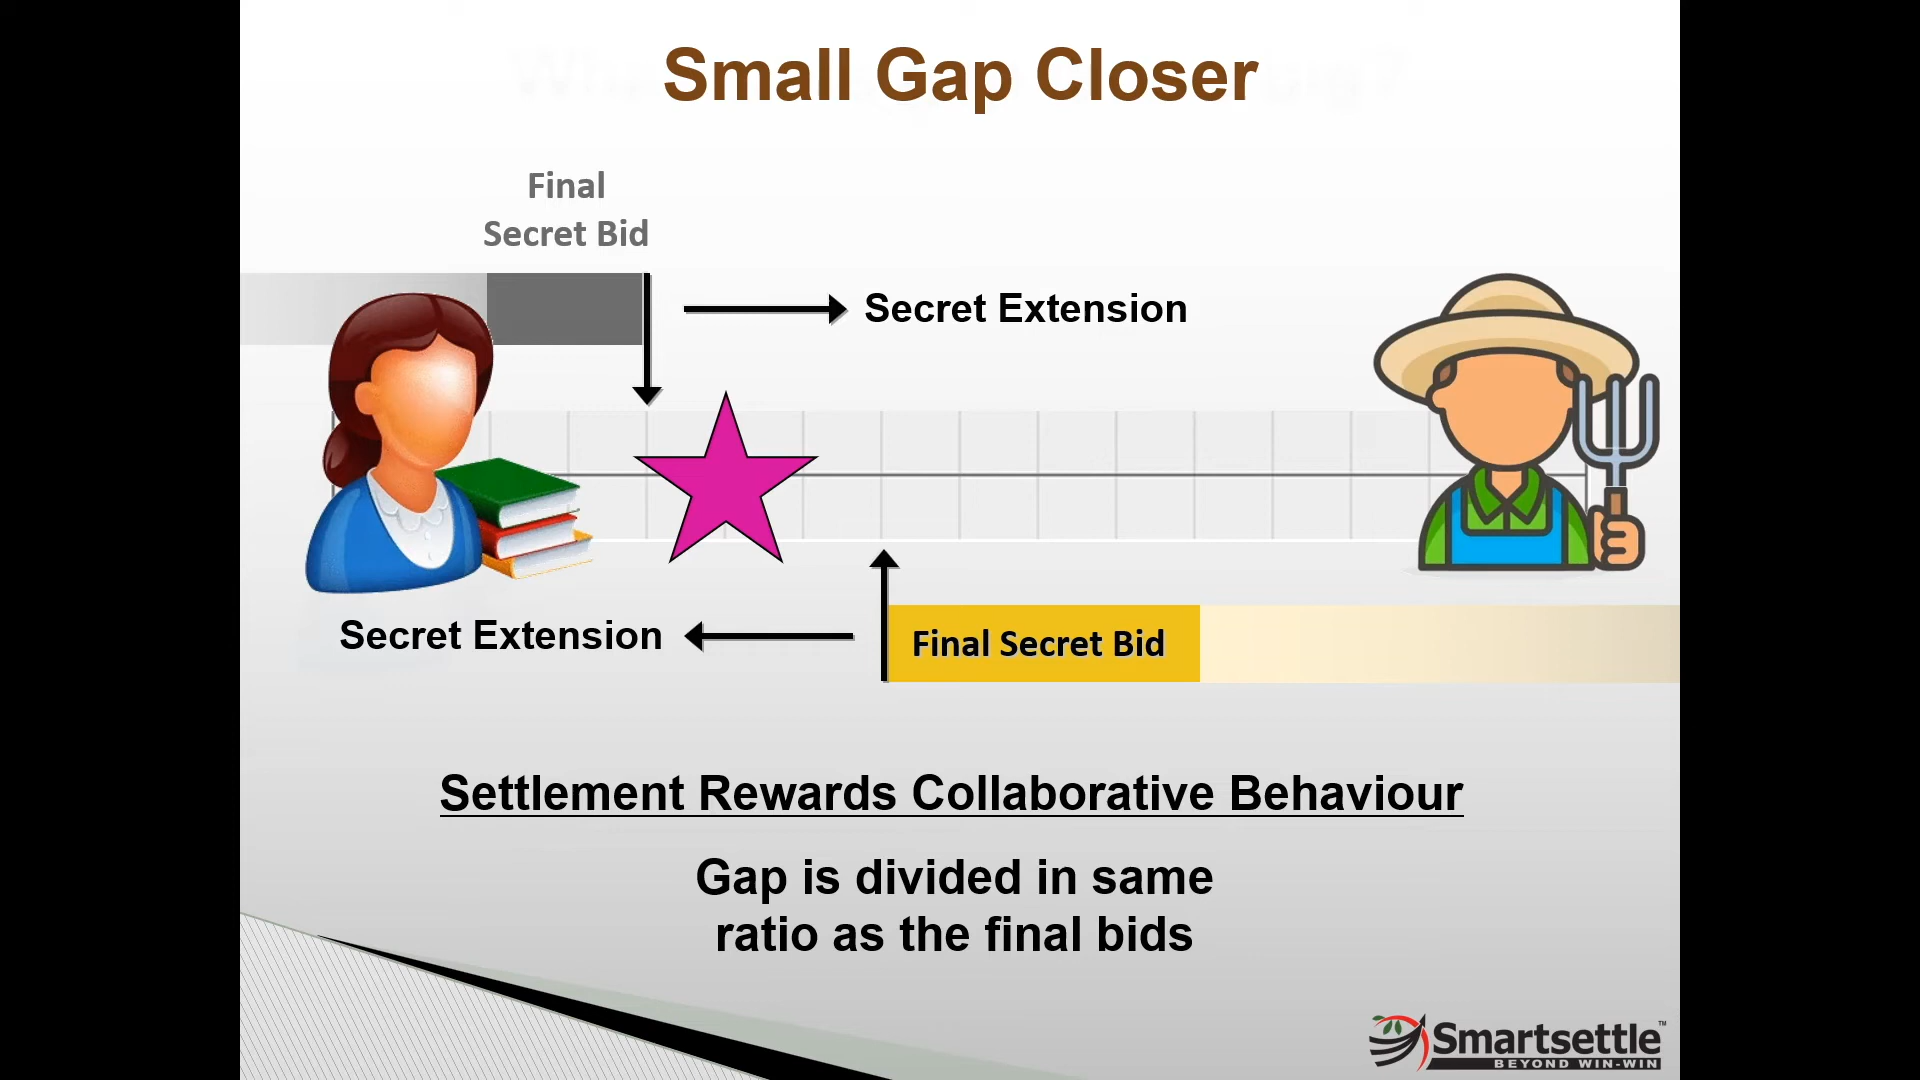 Small Gap Closer
Final
Secret Bid
Secret Extension
Secret Extension
Final Secret Bid
Settlement Rewards Collaborative Behaviour
Gap is divided in same
ratio as the final bids
Smartsettle™
BEYOND WIN-WIN